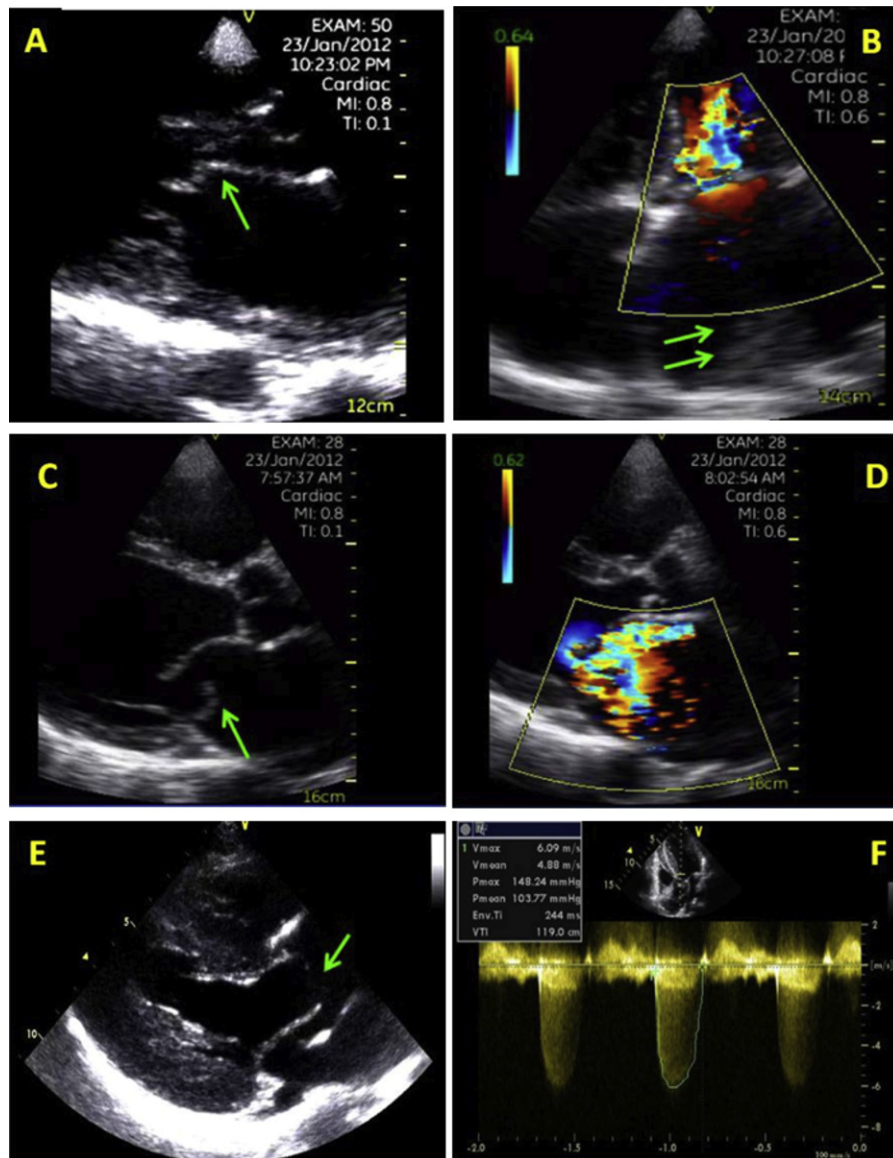 A
V
EXAM: 50
23/Jan/2012
10:23:02 PM
Cardiac
MI: 0.8
TI: 0.1
12cm
B
0.64
EXAM:
23/Jan/20
10:27:08
Cardiac
MI: 0.8
TI: 0.6
14cm
C
EXAM: 28
23/Jan/2012
7:57:37 AM
Cardiac
MI: 0.8
TI: 0.1
16cm
D
0.62
EXAM: 28
23/Jan/2012
8:02:54 AM
Cardiac
MI: 0.8
TI: 0.6
16cm
E
V
5
4
10
F
V
1 Vmax 6.09 m/s
Vmean 4.88 m/s
Pmax 148.24 mmHg
Pmean 103.77 mmHg
Env.Ti 244 ms
VTI 119.0 cm
5
10
15
2
[m/s]
-2
-4
-6
-8
-2.0 -1.5 -1.0 -0.5 0.0
100 mm/s